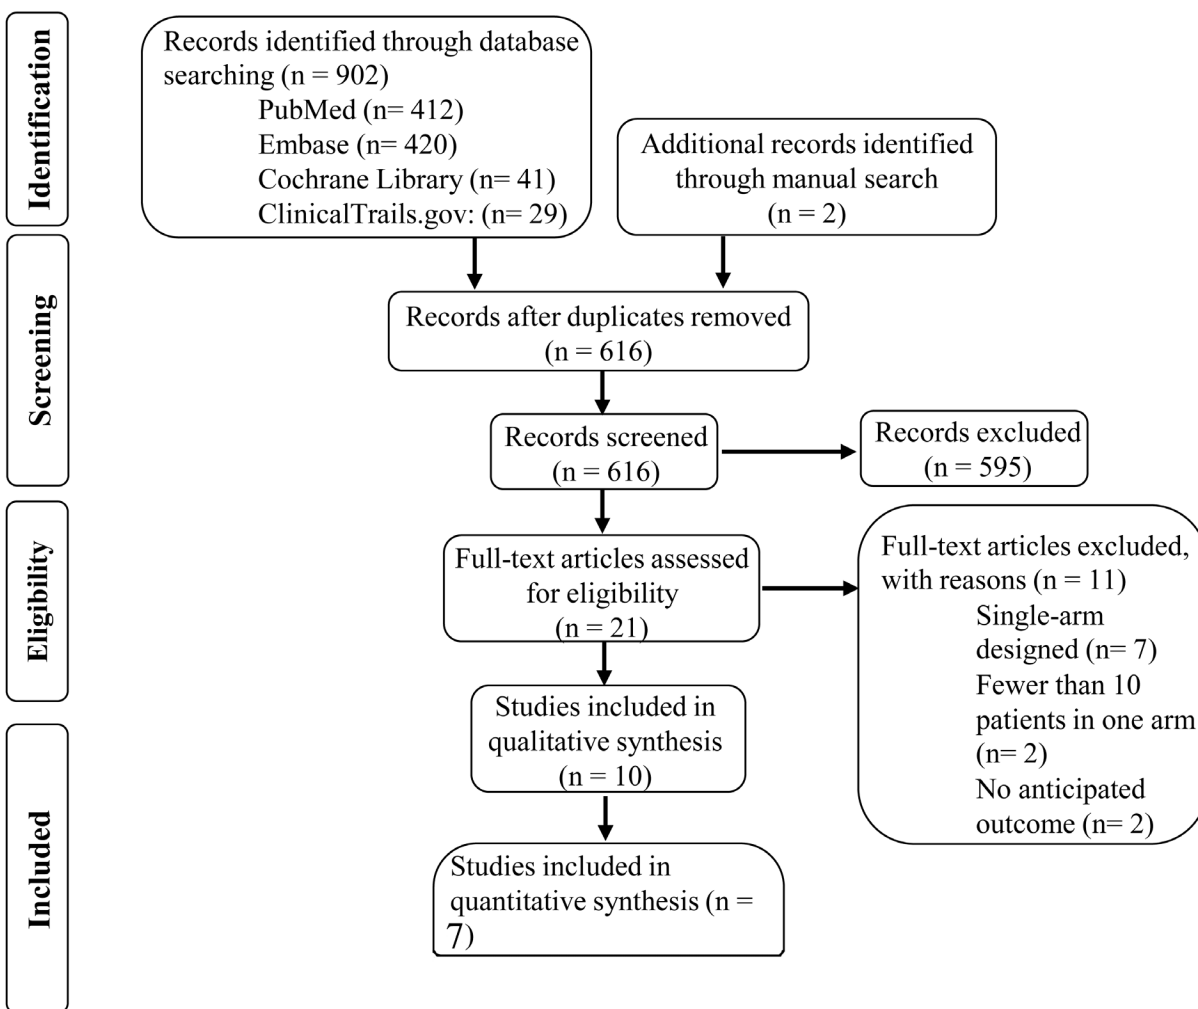 Identification
Records identified through database
searching (n = 902)
PubMed (n= 412)
Embase (n= 420)
Cochrane Library (n= 41)
ClinicalTrails.gov: (n= 29)
Additional records identified
through manual search
(n = 2)
Screening
Records after duplicates removed
(n = 616)
Records screened
(n = 616)
Records excluded
(n = 595)
Eligibility
Full-text articles assessed
for eligibility
(n = 21)
Full-text articles excluded,
with reasons (n = 11)
Single-arm
designed (n= 7)
Fewer than 10
patients in one arm
(n= 2)
No anticipated
outcome (n= 2)
Studies included in
qualitative synthesis
(n = 10)
Included
Studies included in
quantitative synthesis (n =
7)